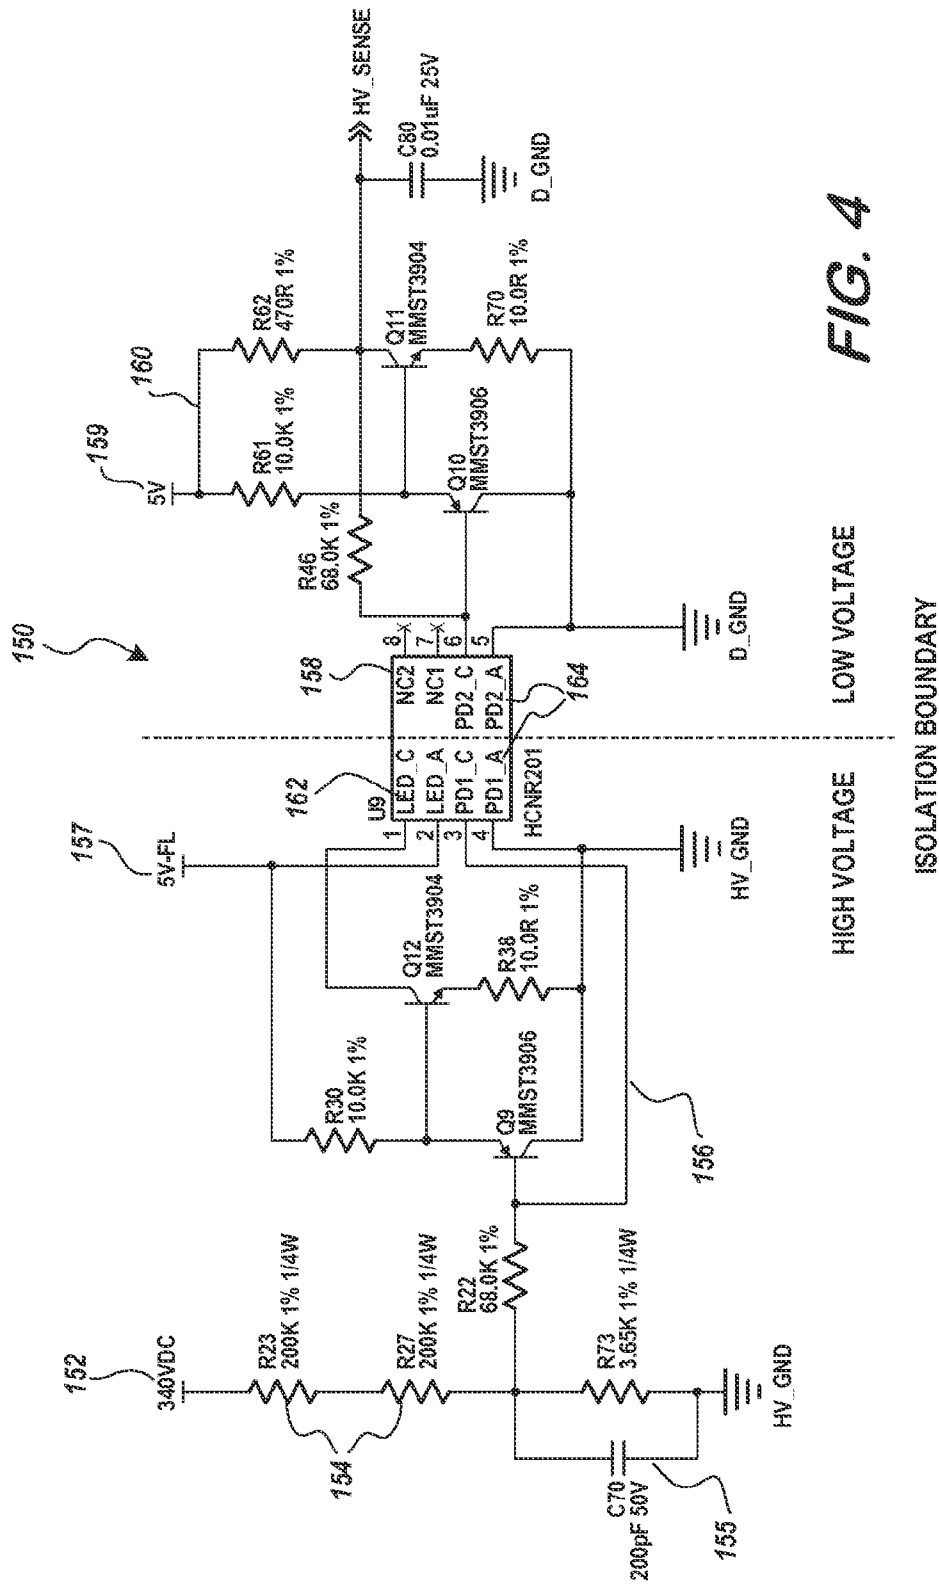 150
152
340VDC
R23
200K 1% 1/4W
R27
200K 1% 1/4W
154
R22
68.0K 1%
R73
3.65K 1% 1/4W
C70
200pF 50V
155
HV_GND
157
5V-FL
R30
10.0K 1%
Q12
MMST3904
Q9
MMST3906
R38
10.0R 1%
156
HV_GND
162
U9
1
2
3
4
LED_C
LED_A
PD1_C
PD1_A
HCNR201
NC2
NC1
PD2_C
PD2_A
8
7
6
5
158
164
159
5V
160
R61
10.0K 1%
R62
470R 1%
R46
68.0K 1%
Q11
MMST3904
Q10
MMST3906
R70
10.0R 1%
HV_SENSE
C80
0.01uF 25V
D_GND
D_GND
HIGH VOLTAGE
LOW VOLTAGE
ISOLATION BOUNDARY
FIG. 4